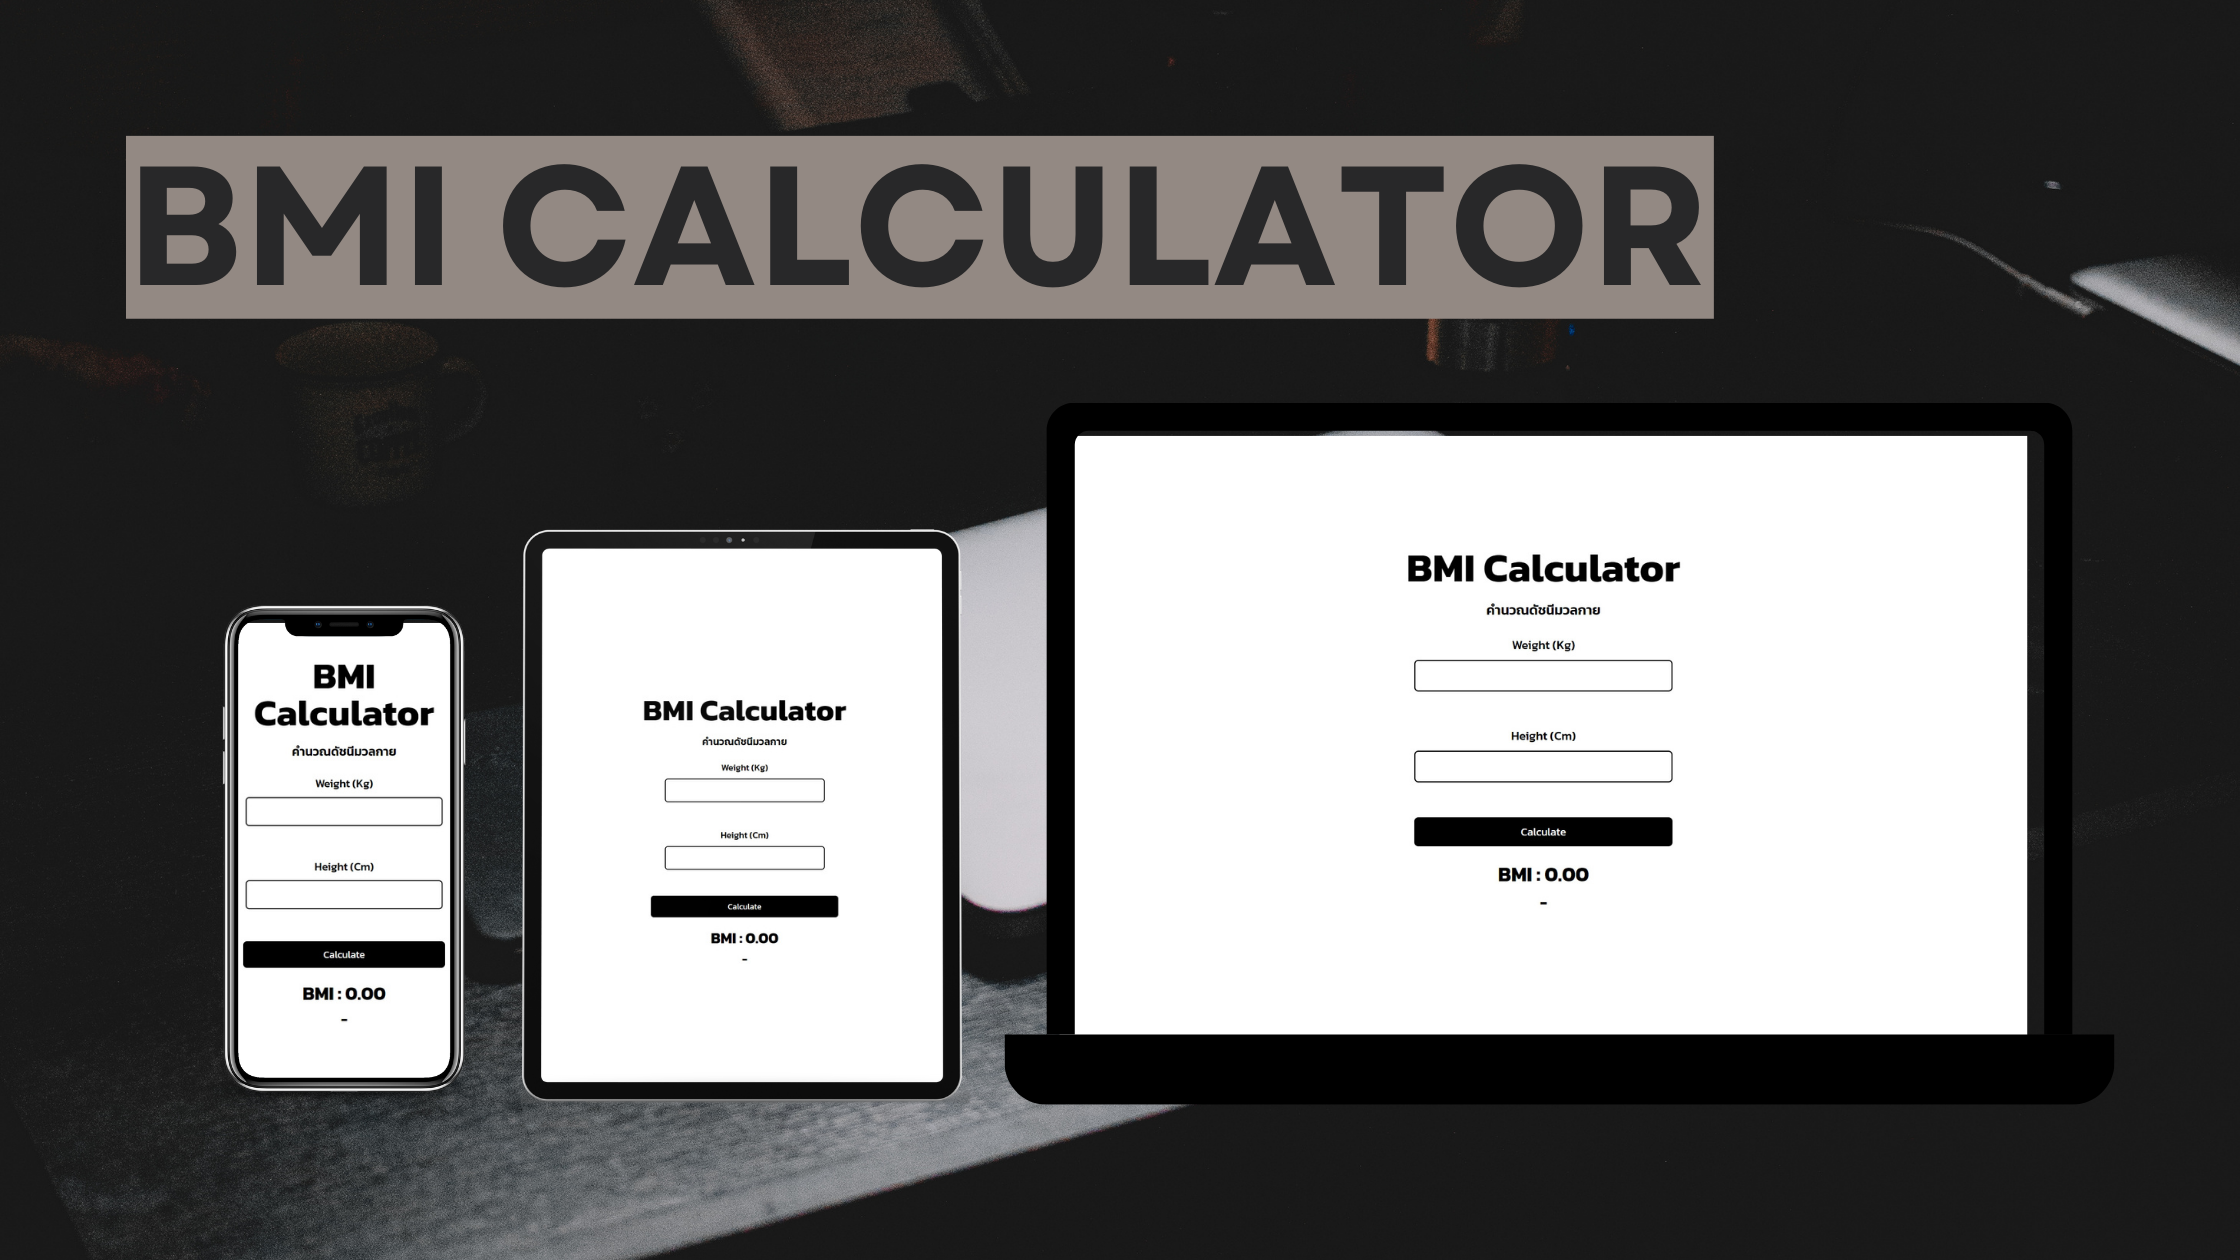 BMI CALCULATOR
BMI
Calculator
คำนวณดัชนีมวลกาย
Weight (Kg)
Height (Cm)
Calculate
BMI : 0.00
-
BMI Calculator
คำนวณดัชนีมวลกาย
Weight (Kg)
Height (Cm)
Calculate
BMI : 0.00
-
BMI Calculator
คำนวณดัชนีมวลกาย
Weight (Kg)
Height (Cm)
Calculate
BMI : 0.00
-